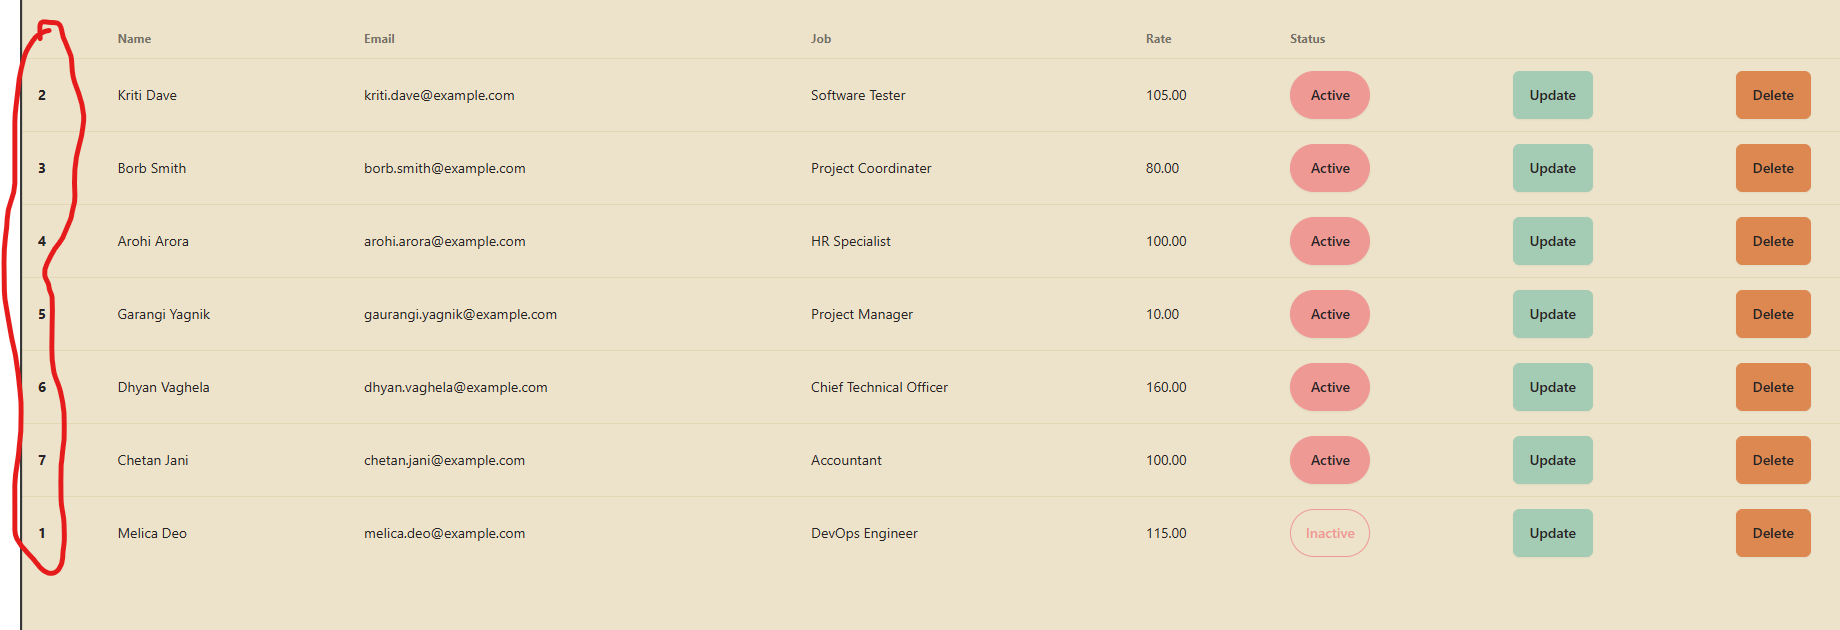 Name Email Job Rate Status
2 Kriti Dave kriti.dave@example.com Software Tester 105.00 Active Update Delete
3 Borb Smith borb.smith@example.com Project Coordinater 80.00 Active Update Delete
4 Arohi Arora arohi.arora@example.com HR Specialist 100.00 Active Update Delete
5 Garangi Yagnik gaurangi.yagnik@example.com Project Manager 10.00 Active Update Delete
6 Dhyan Vaghela dhyan.vaghela@example.com Chief Technical Officer 160.00 Active Update Delete
7 Chetan Jani chetan.jani@example.com Accountant 100.00 Active Update Delete
1 Melica Deo melica.deo@example.com DevOps Engineer 115.00 Inactive Update Delete